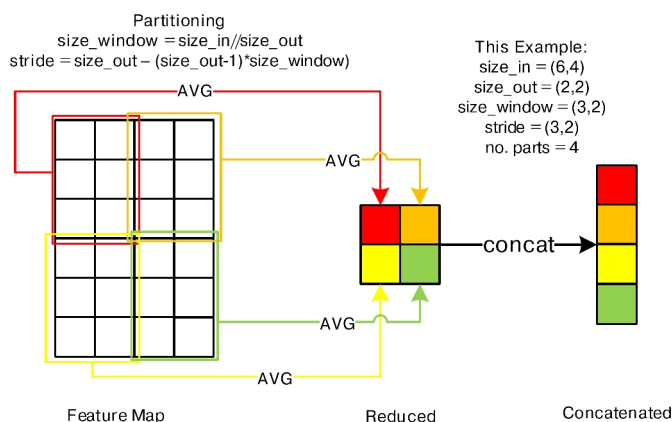 Partitioning
size_window =size_in//size_out
stride =size_out – (size_out-1)*size_window)
This Example:
size_in = (6,4)
size_out = (2,2)
size_window = (3,2)
stride = (3,2)
no. parts = 4
AVG
AVG
concat
AVG
AVG
Feature Map
Reduced
Concatenated